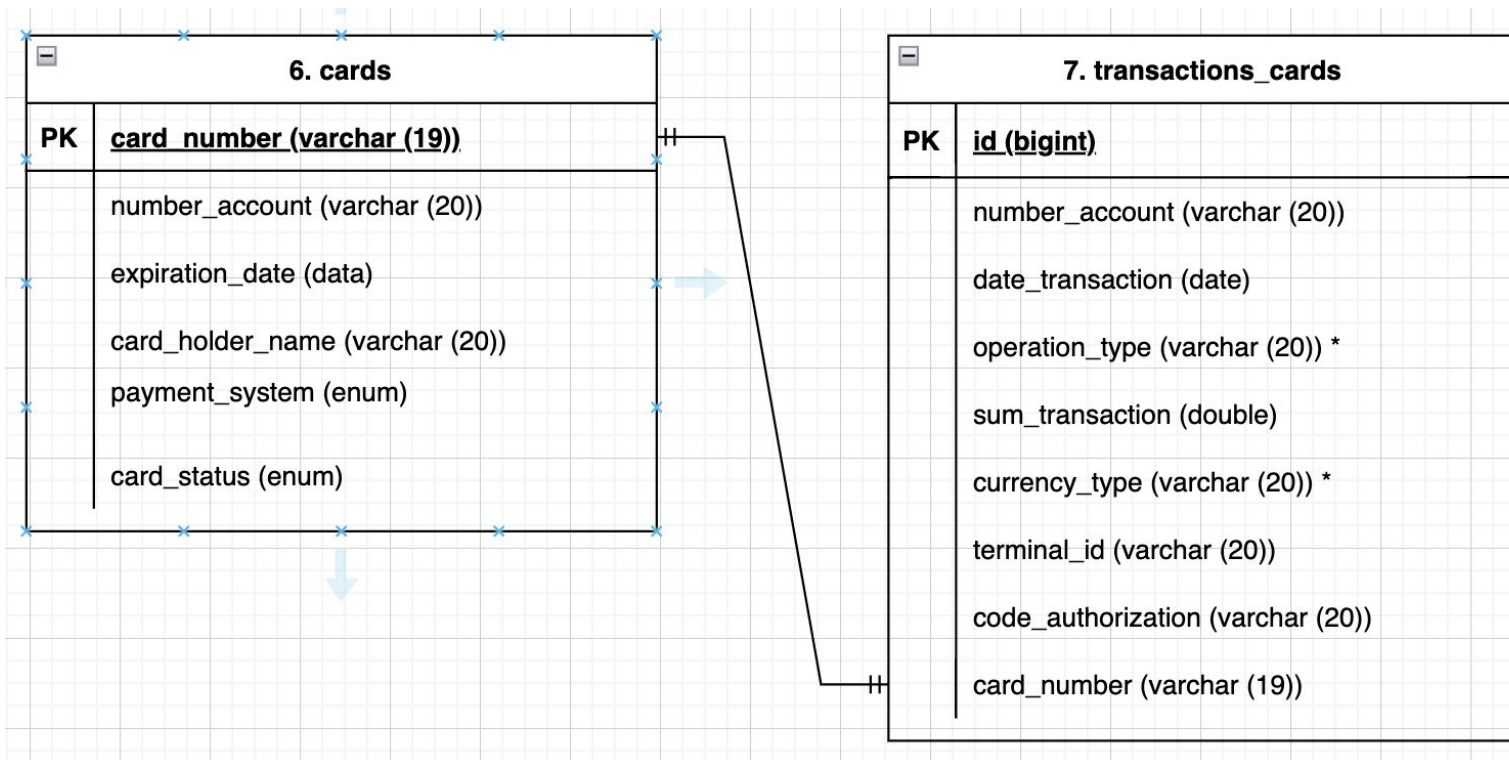 6. cards
PK card_number (varchar (19))
number_account (varchar (20))
expiration_date (data)
card_holder_name (varchar (20))
payment_system (enum)
card_status (enum)
7. transactions_cards
PK id (bigint)
number_account (varchar (20))
date_transaction (date)
operation_type (varchar (20)) *
sum_transaction (double)
currency_type (varchar (20)) *
terminal_id (varchar (20))
code_authorization (varchar (20))
card_number (varchar (19))